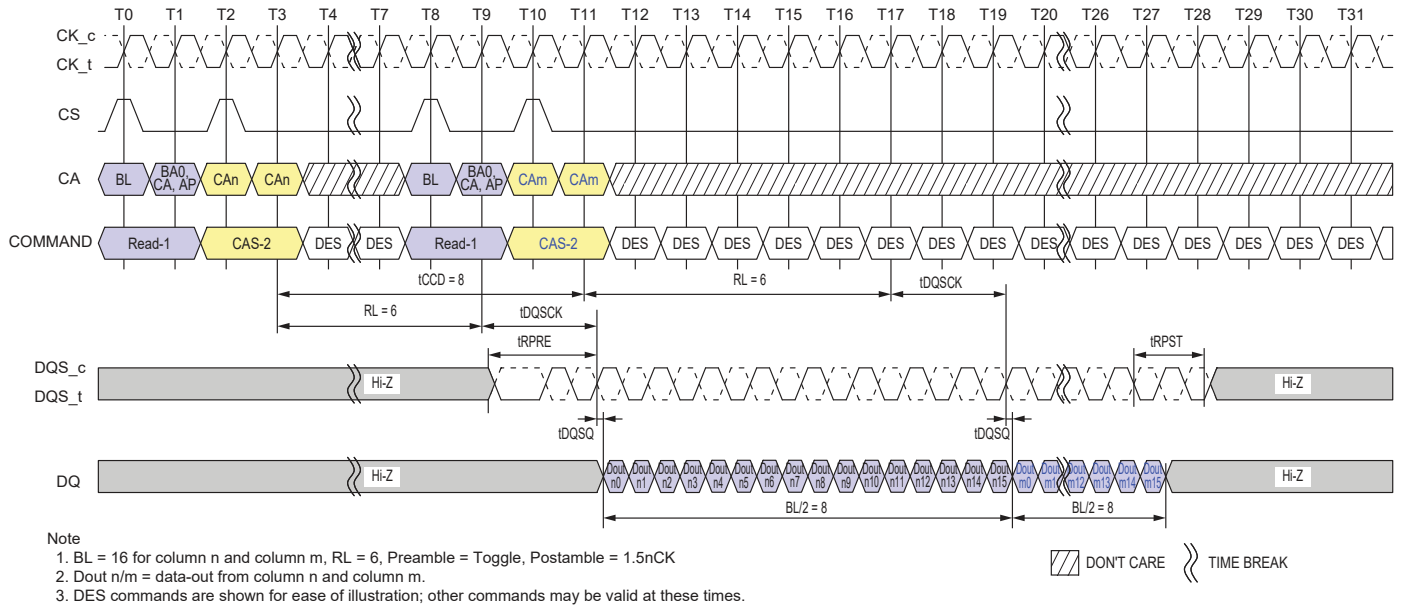 T0 T1 T2 T3 T4 T7 T8 T9 T10 T11 T12 T13 T14 T15 T16 T17 T18 T19 T20 T26 T27 T28 T29 T30 T31
CK_c
CK_t
CS
CA BL BA0, CA, AP CAn CAn BL BA0, CA, AP CAm CAm
COMMAND Read-1 CAS-2 DES DES Read-1 CAS-2 DES DES DES DES DES DES DES DES DES DES DES DES DES DES DES
tCCD = 8 RL = 6 tDQSCK
RL = 6 tDQSCK
tRPRE tRPST
DQS_c
DQS_t
Hi-Z Hi-Z
tDQSQ tDQSQ
DQ Hi-Z Dout n0 Dout n1 Dout n2 Dout n3 Dout n4 Dout n5 Dout n6 Dout n7 Dout n8 Dout n9 Dout n10 Dout n11 Dout n12 Dout n13 Dout n14 Dout n15 Dout m0 Dout m1 Dout m12 Dout m13 Dout m14 Dout m15 Hi-Z
BL/2 = 8 BL/2 = 8
Note
1. BL = 16 for column n and column m, RL = 6, Preamble = Toggle, Postamble = 1.5nCK
2. Dout n/m = data-out from column n and column m.
3. DES commands are shown for ease of illustration; other commands may be valid at these times.
DON'T CARE TIME BREAK